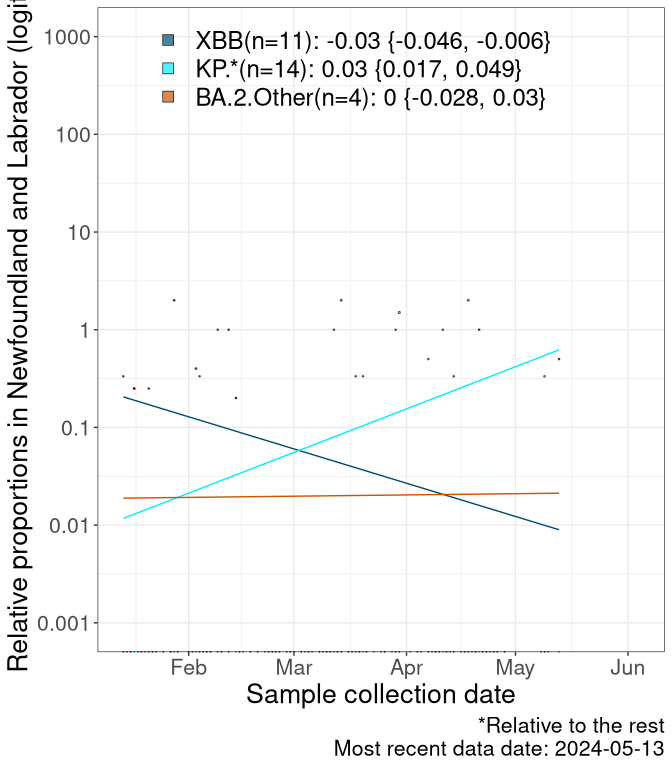 Relative proportions in Newfoundland and Labrador (logit
1000
100
10
1
0.1
0.01
0.001
XBB(n=11): -0.03 {-0.046, -0.006}
KP.*(n=14): 0.03 {0.017, 0.049}
BA.2.Other(n=4): 0 {-0.028, 0.03}
Feb Mar Apr May Jun
Sample collection date
*Relative to the rest
Most recent data date: 2024-05-13